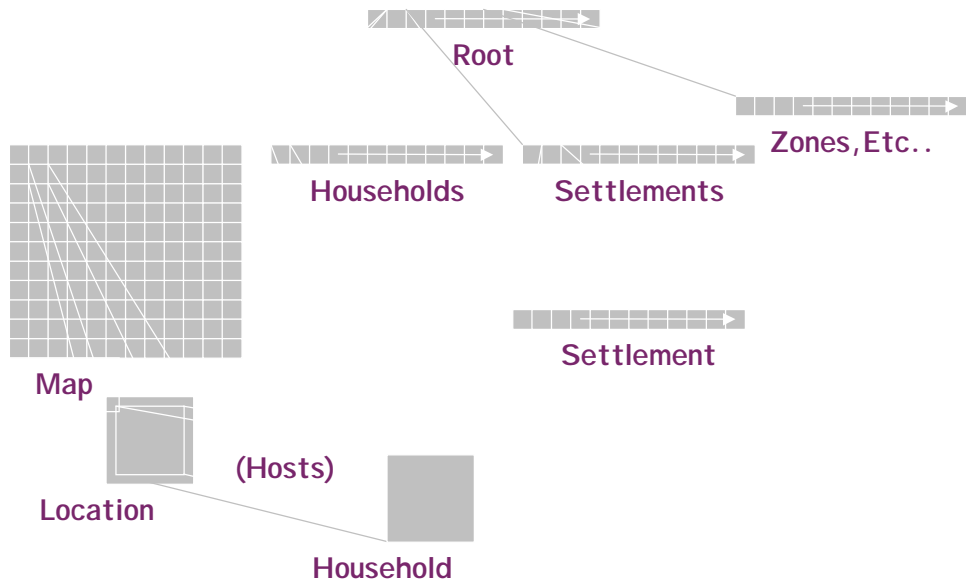 Root
Zones,Etc..
Households
Settlements
Settlement
Map
(Hosts)
Location
Household